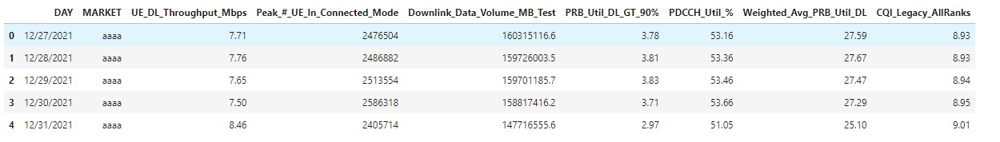 DAY MARKET UE_DL_Throughput_Mbps Peak_#_UE_In_Connected_Mode Downlink_Data_Volume_MB_Test PRB_Util_DL_GT_90% PDCCH_Util_% Weighted_Avg_PRB_Util_DL CQI_Legacy_AllRanks
0 12/27/2021 aaaa 7.71 2476504 160315116.6 3.78 53.16 27.59 8.93
1 12/28/2021 aaaa 7.76 2486882 159726003.5 3.81 53.36 27.67 8.93
2 12/29/2021 aaaa 7.65 2513554 159701185.7 3.83 53.46 27.47 8.94
3 12/30/2021 aaaa 7.50 2586318 158817416.2 3.71 53.66 27.29 8.95
4 12/31/2021 aaaa 8.46 2405714 147716555.6 2.97 51.05 25.10 9.01